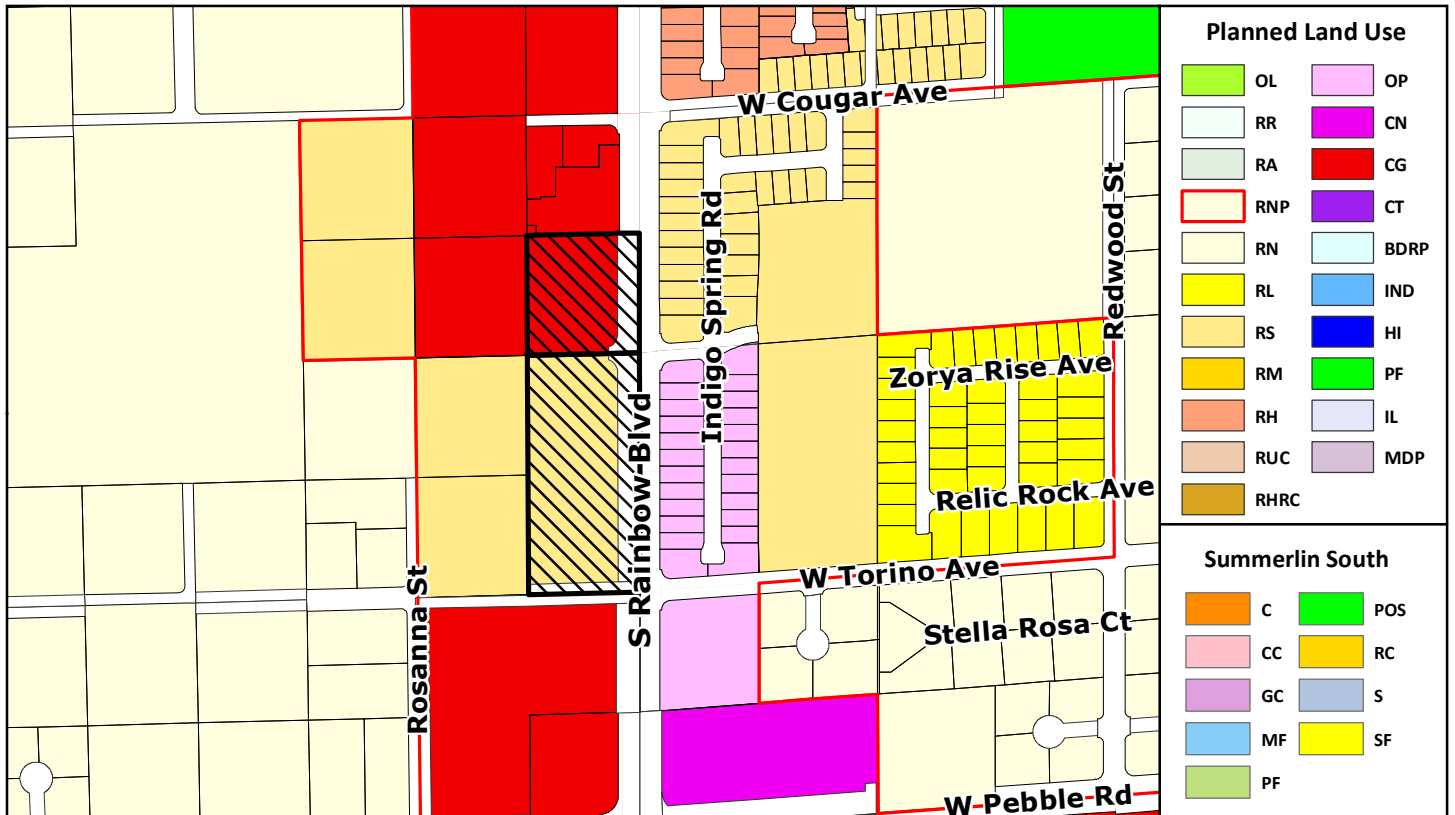 W Cougar Ave
Indigo Spring Rd
Redwood St
Zorya Rise Ave
S Rainbow Blvd
Relic Rock Ave
W Torino Ave
Rosanna St
Stella Rosa Ct
W Pebble Rd
Planned Land Use
OL OP
RR CN
RA CG
RNP CT
RN BDRP
RL IND
RS HI
RM PF
RH IL
RUC MDP
RHRC
Summerlin South
C POS
CC RC
GC S
MF SF
PF